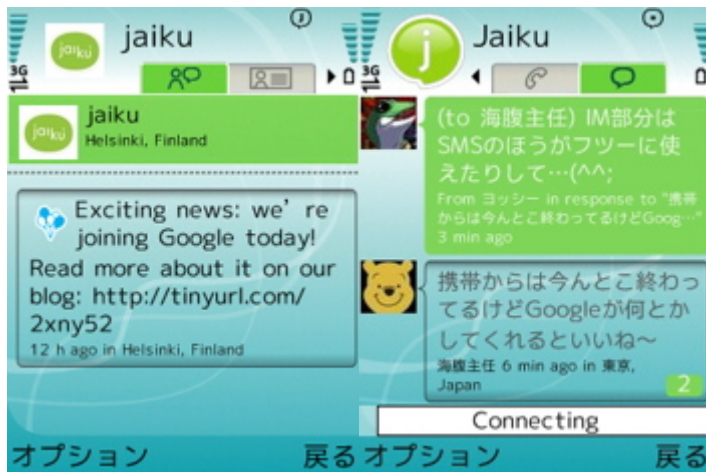 jaiku
jaiku
3G
jaiku
jaiku
Helsinki, Finland
Exciting news: we're
joining Google today!
Read more about it on our
blog: http://tinyurl.com/
2xny52
12 h ago in Helsinki, Finland
オプション
戻る
j
Jaiku
3G
(to 海腹主任) IM部分は
SMSのほうがフツーに使
えたりして…(^^;
From ヨッシー in response to "携帯
からは今んとこ終わってるけどGoog…"
3 min ago
携帯からは今んとこ終わっ
てるけどGoogleが何とか
してくれるといいね〜
海腹主任 6 min ago in 東京,
Japan
2
Connecting
オプション
戻る